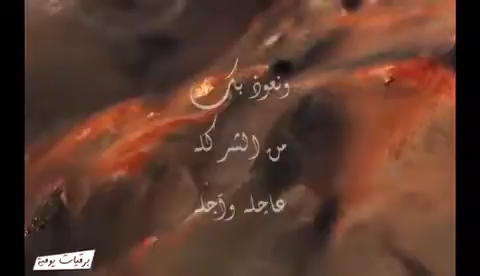 ونعوذ بك
من الشر كله
عاجله وآجله
برقيات يومية